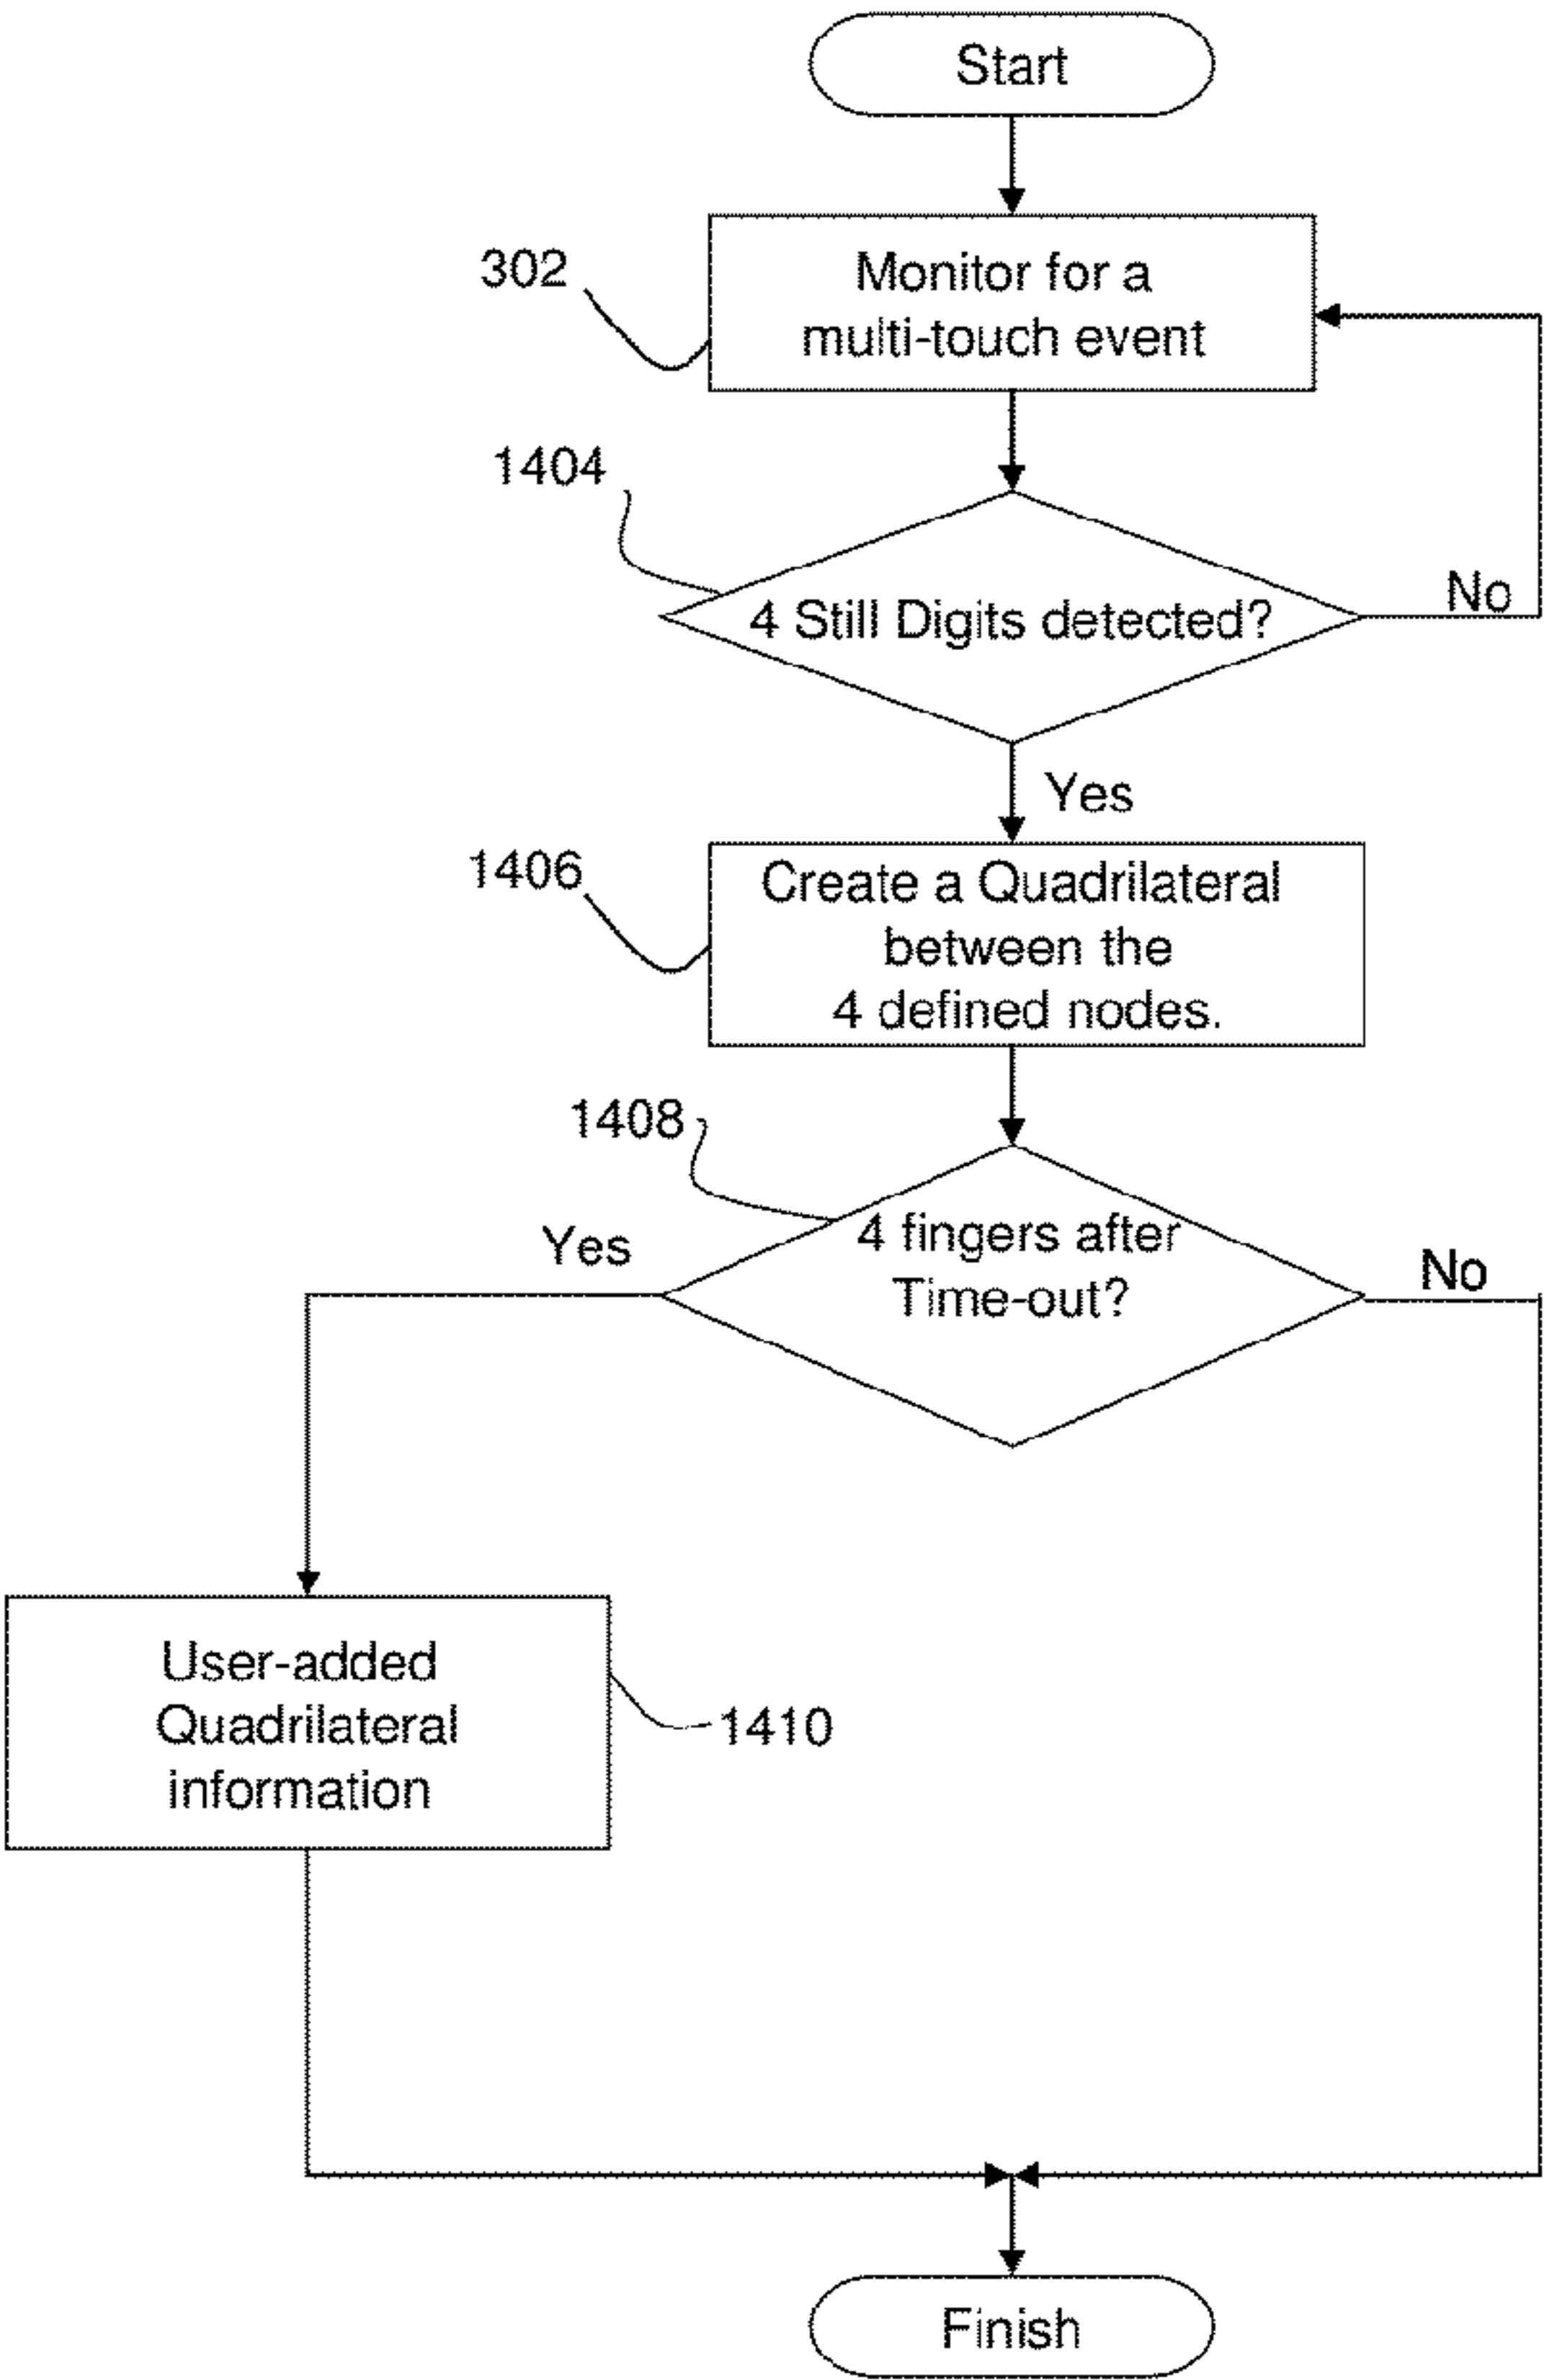 Start
302
Monitor for a
multi-touch event
1404
4 Still Digits detected?
No
Yes
1406
Create a Quadrilateral
between the
4 defined nodes.
1408
Yes
4 fingers after
Time-out?
No
User-added
Quadrilateral
information
1410
Finish